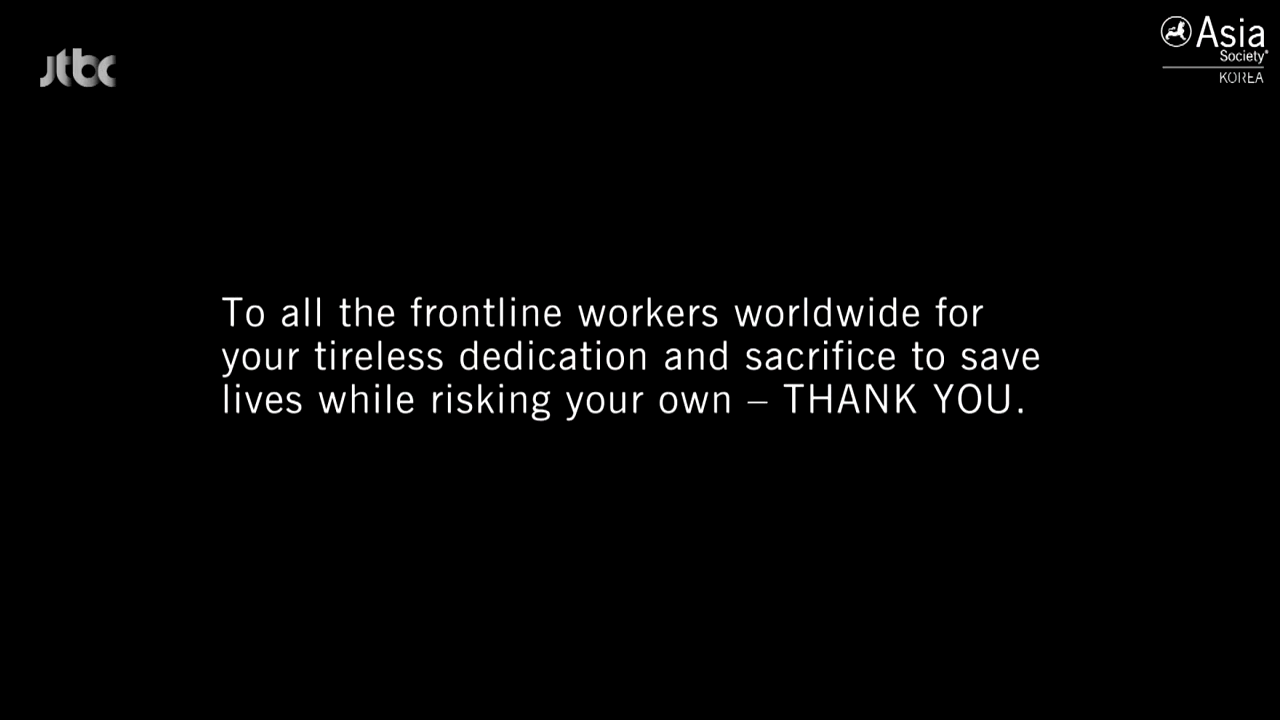 jtbc
Asia
Society
KOREA
To all the frontline workers worldwide for
your tireless dedication and sacrifice to save
lives while risking your own – THANK YOU.